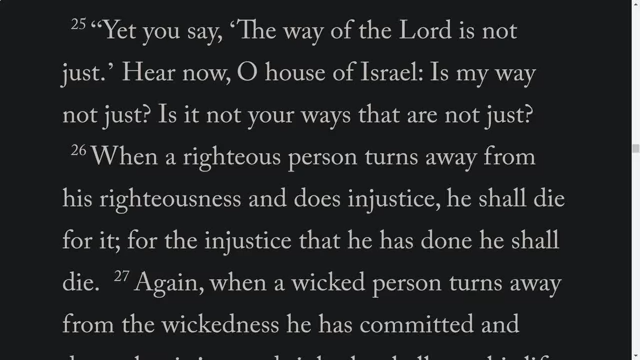 25 “Yet you say, ‘The way of the Lord is not
just.’ Hear now, O house of Israel: Is my way
not just? Is it not your ways that are not just?
26 When a righteous person turns away from
his righteousness and does injustice, he shall die
for it; for the injustice that he has done he shall
die. 27 Again, when a wicked person turns away
from the wickedness he has committed and